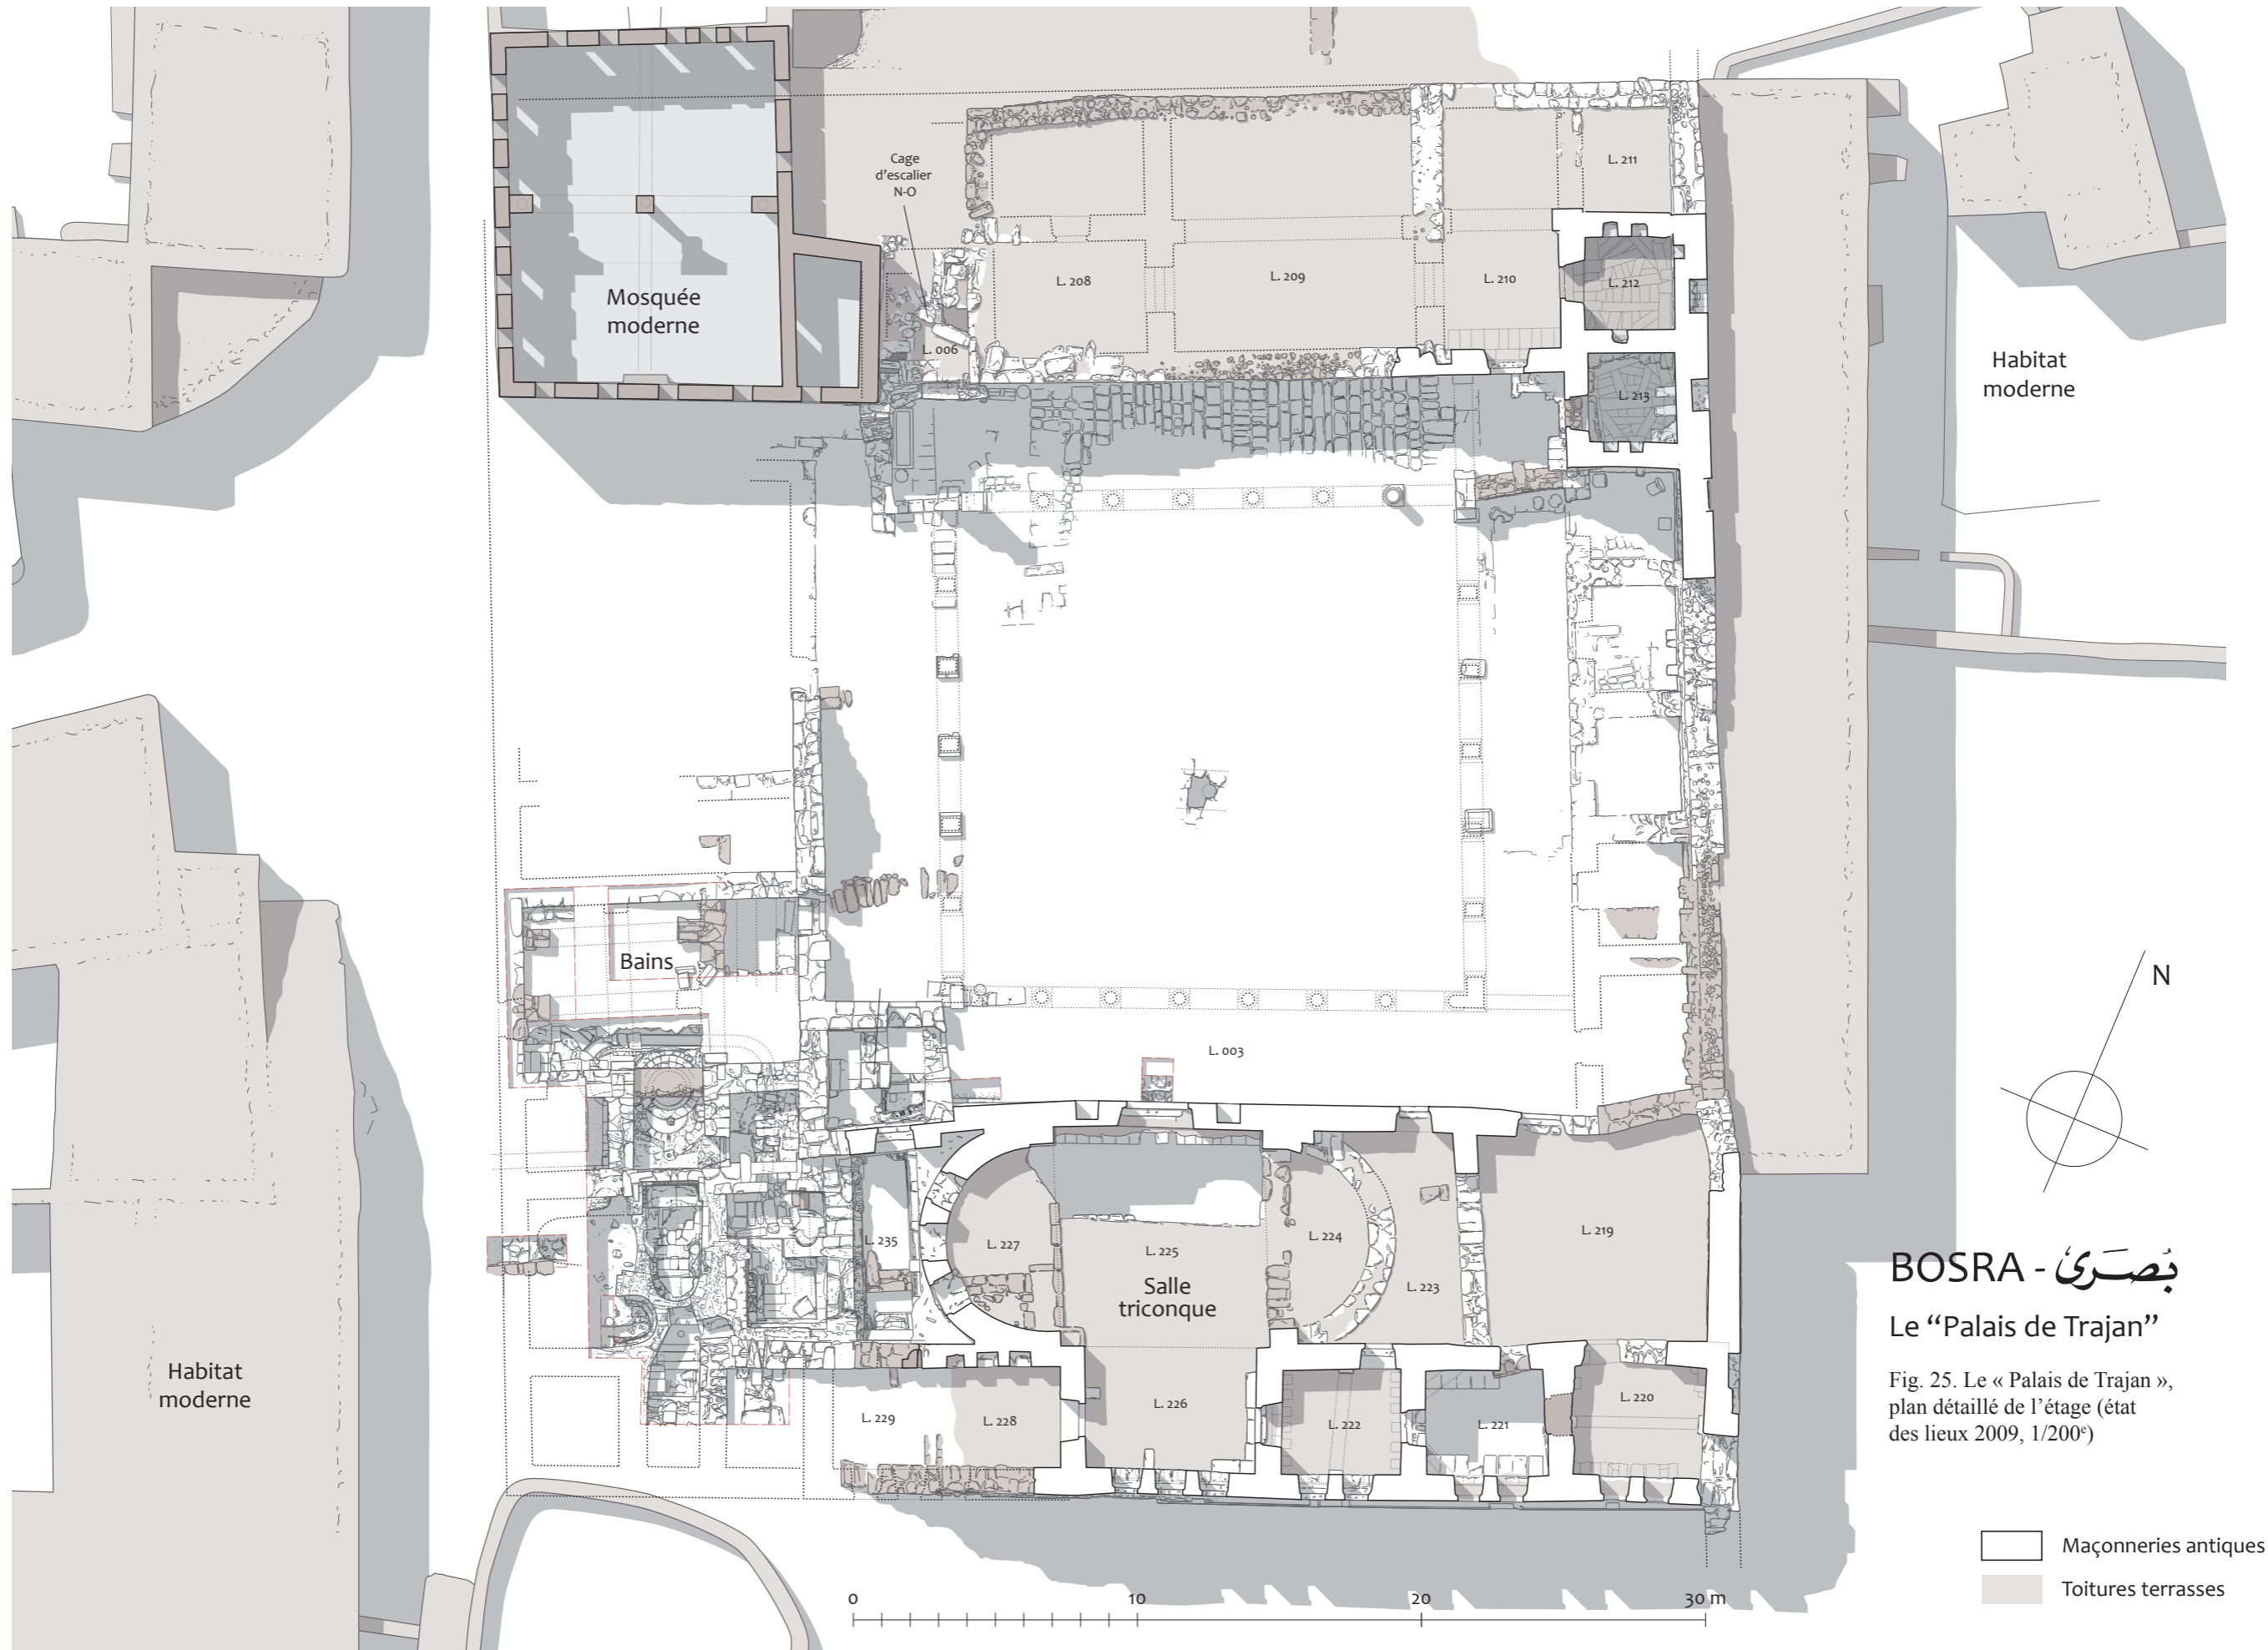 Cage
d'escalier
N-O
L. 211
L. 208
L. 209
L. 210
L. 212
Mosquée
moderne
L. 006
Habitat
moderne
L. 213
Bains
N
L. 003
L. 235
L. 227
L. 225
Salle
triconque
L. 224
L. 223
L. 219
BOSRA - بُصرَىٰ
Le “Palais de Trajan”
Fig. 25. Le « Palais de Trajan »,
plan détaillé de l’étage (état
des lieux 2009, 1/200e)
Habitat
moderne
L. 229
L. 228
L. 226
L. 222
L. 221
L. 220
Maçonneries antiques
Toitures terrasses
0 10 20 30 m